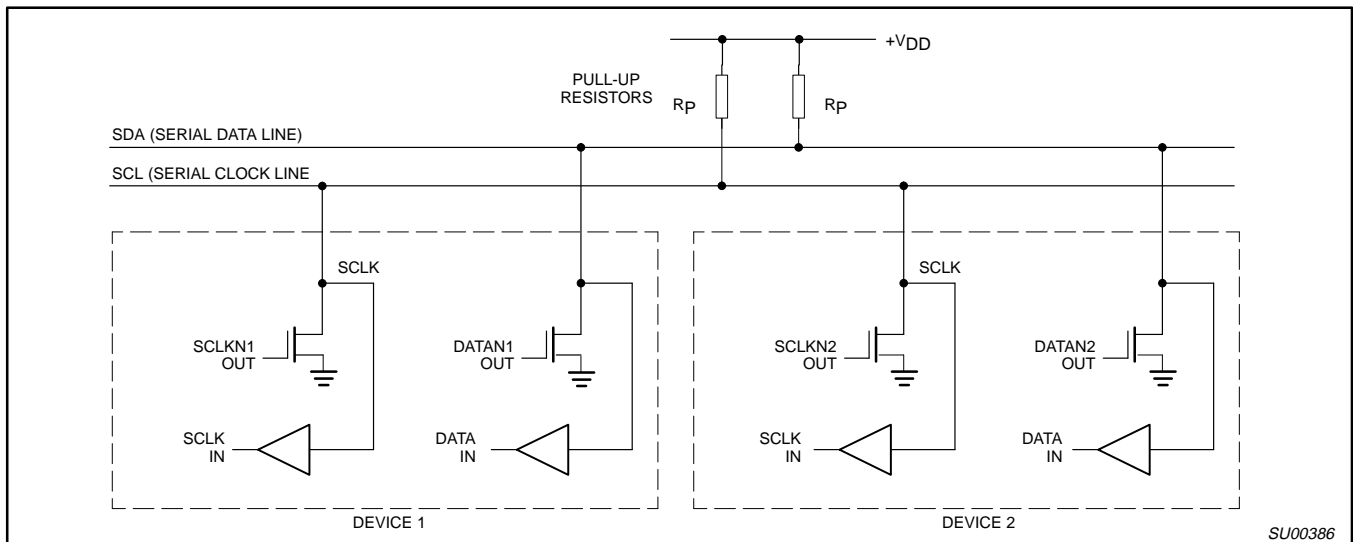 +VDD
PULL-UP
RESISTORS
RP
RP
SDA (SERIAL DATA LINE)
SCL (SERIAL CLOCK LINE
SCLK
SCLK
SCLKN1
OUT
DATAN1
OUT
SCLKN2
OUT
DATAN2
OUT
SCLK
IN
DATA
IN
SCLK
IN
DATA
IN
DEVICE 1
DEVICE 2
SU00386